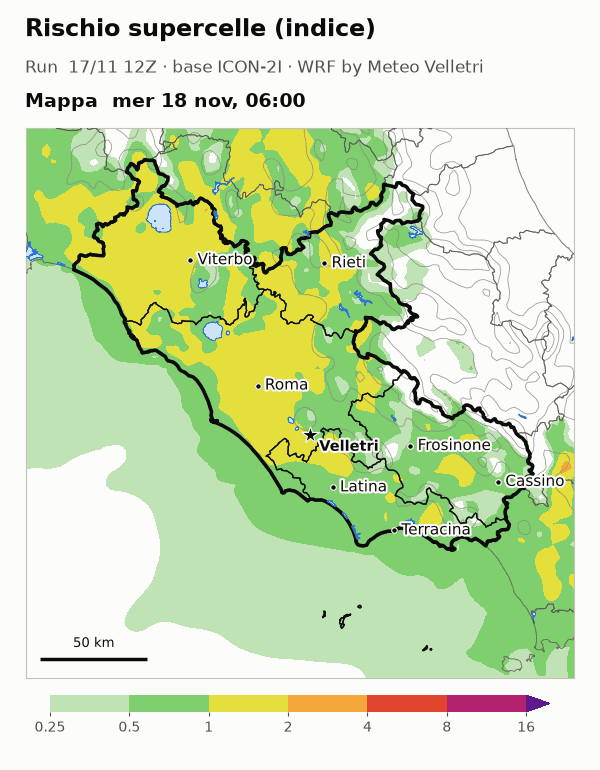 Rischio supercelle (indice)
Run  17/11 12Z · base ICON-2I · WRF by Meteo Velletri
Mappa  mer 18 nov, 06:00
Viterbo
Rieti
Roma
Velletri
Frosinone
Latina
Cassino
Terracina
50 km
0.25 0.5 1 2 4 8 16